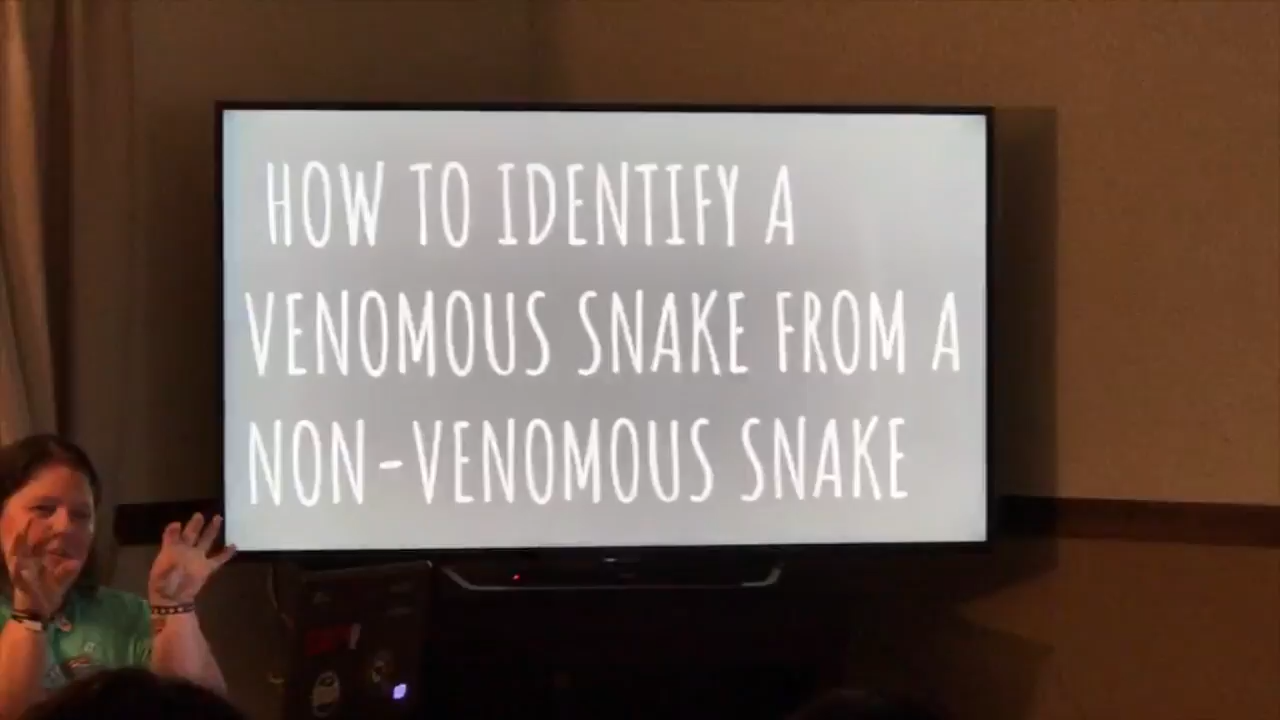 HOW TO IDENTIFY A
VENOMOUS SNAKE FROM A
NON-VENOMOUS SNAKE